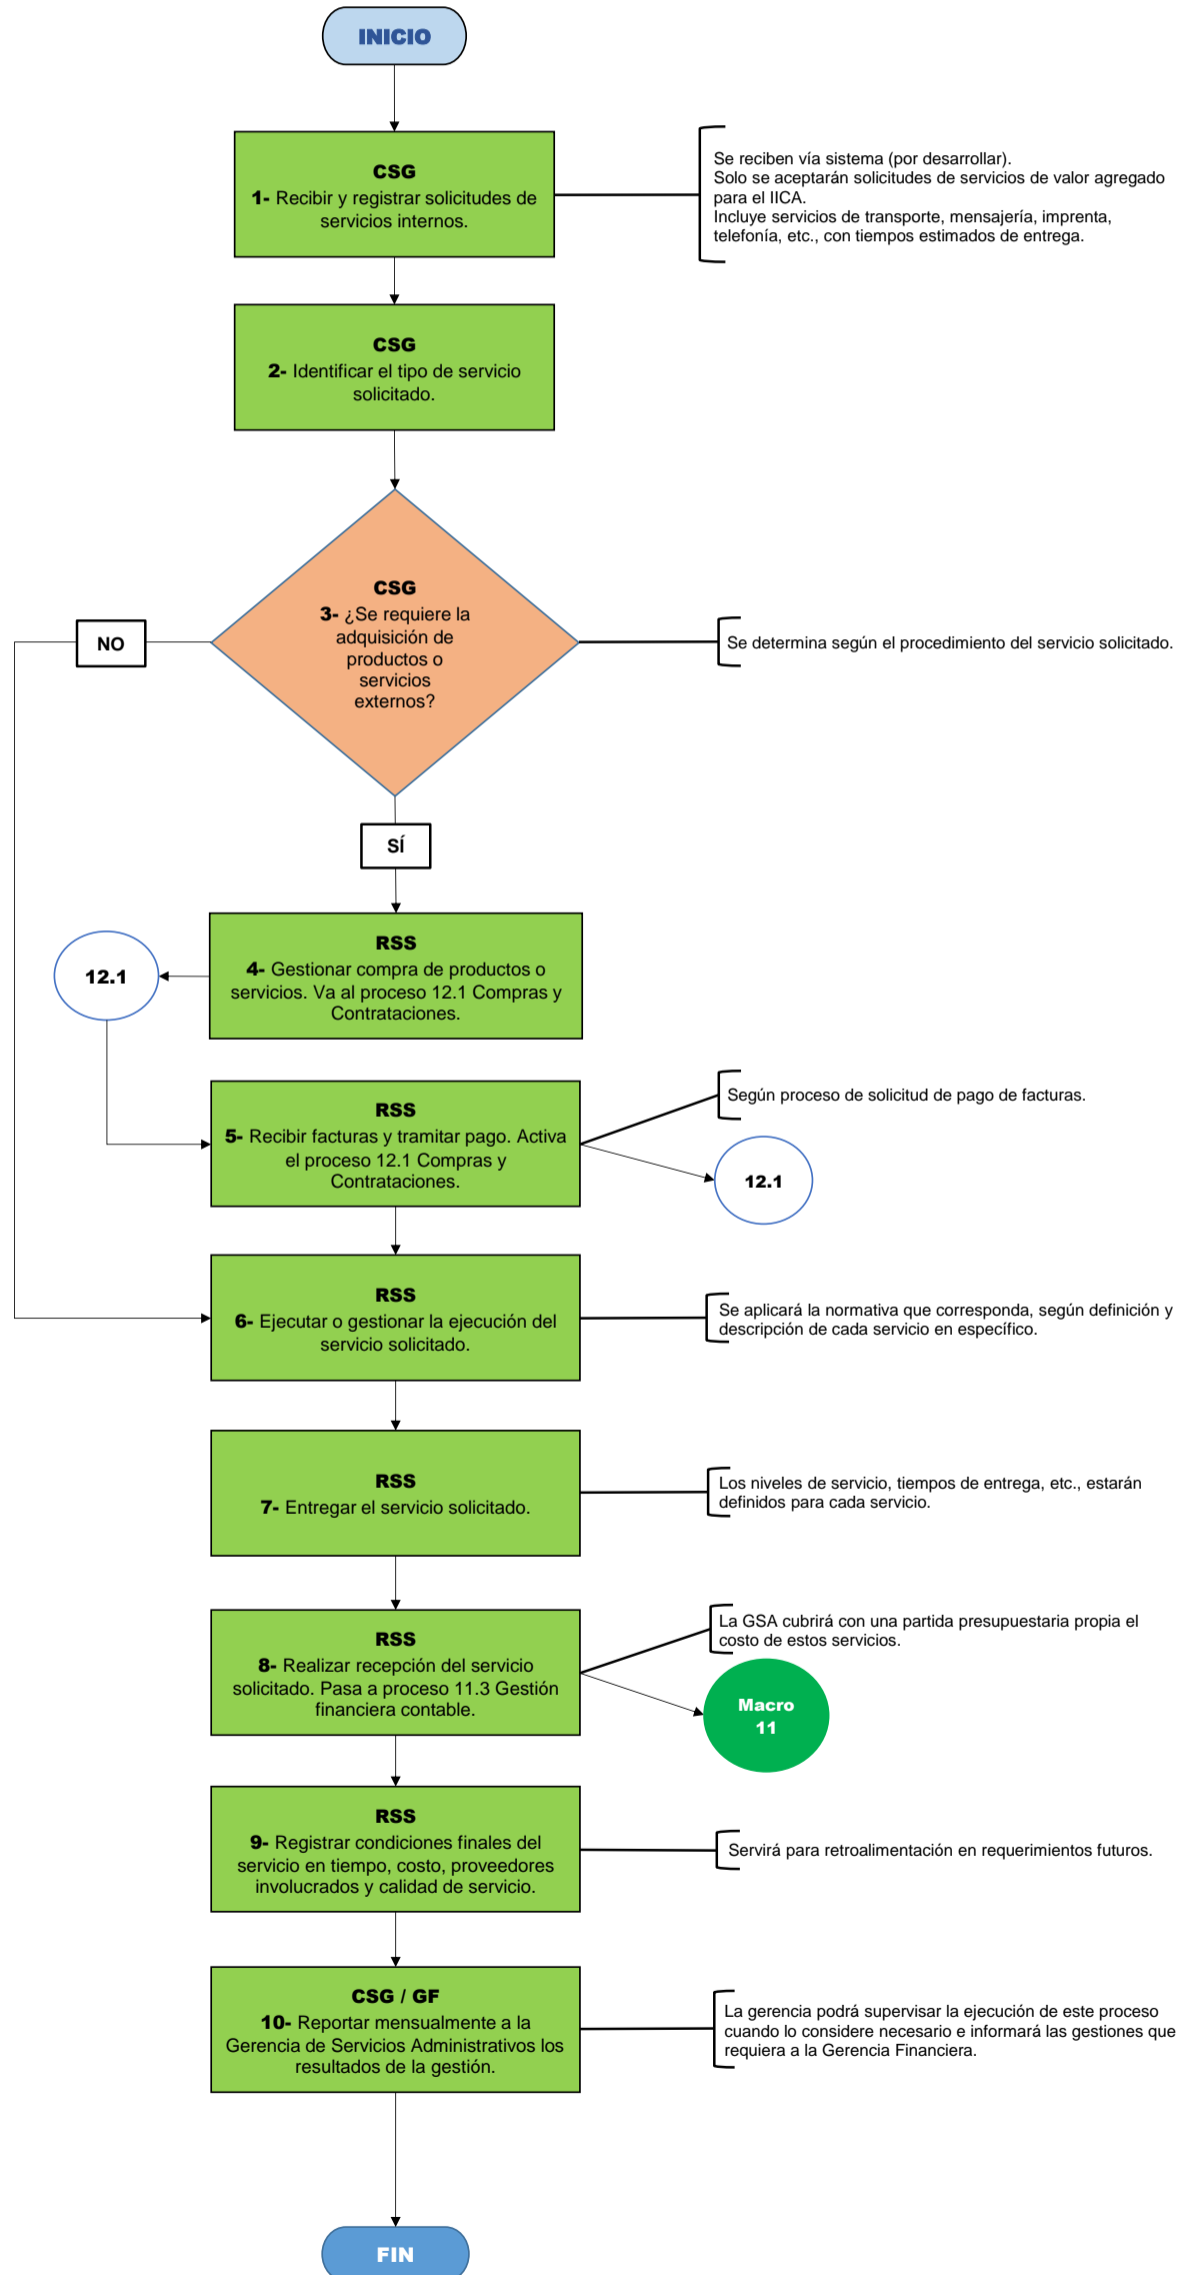 INICIO
CSG
1- Recibir y registrar solicitudes de
servicios internos.
Se reciben vía sistema (por desarrollar).
Solo se aceptarán solicitudes de servicios de valor agregado
para el IICA.
Incluye servicios de transporte, mensajería, imprenta,
telefonía, etc., con tiempos estimados de entrega.
CSG
2- Identificar el tipo de servicio
solicitado.
CSG
3- ¿Se requiere la
adquisición de
productos o
servicios
externos?
NO
Se determina según el procedimiento del servicio solicitado.
SÍ
RSS
4- Gestionar compra de productos o
servicios. Va al proceso 12.1 Compras y
Contrataciones.
12.1
RSS
5- Recibir facturas y tramitar pago. Activa
el proceso 12.1 Compras y
Contrataciones.
Según proceso de solicitud de pago de facturas.
12.1
RSS
6- Ejecutar o gestionar la ejecución del
servicio solicitado.
Se aplicará la normativa que corresponda, según definición y
descripción de cada servicio en específico.
RSS
7- Entregar el servicio solicitado.
Los niveles de servicio, tiempos de entrega, etc., estarán
definidos para cada servicio.
RSS
8- Realizar recepción del servicio
solicitado. Pasa a proceso 11.3 Gestión
financiera contable.
La GSA cubrirá con una partida presupuestaria propia el
costo de estos servicios.
Macro
11
RSS
9- Registrar condiciones finales del
servicio en tiempo, costo, proveedores
involucrados y calidad de servicio.
Servirá para retroalimentación en requerimientos futuros.
CSG / GF
10- Reportar mensualmente a la
Gerencia de Servicios Administrativos los
resultados de la gestión.
La gerencia podrá supervisar la ejecución de este proceso
cuando lo considere necesario e informará las gestiones que
requiera a la Gerencia Financiera.
FIN